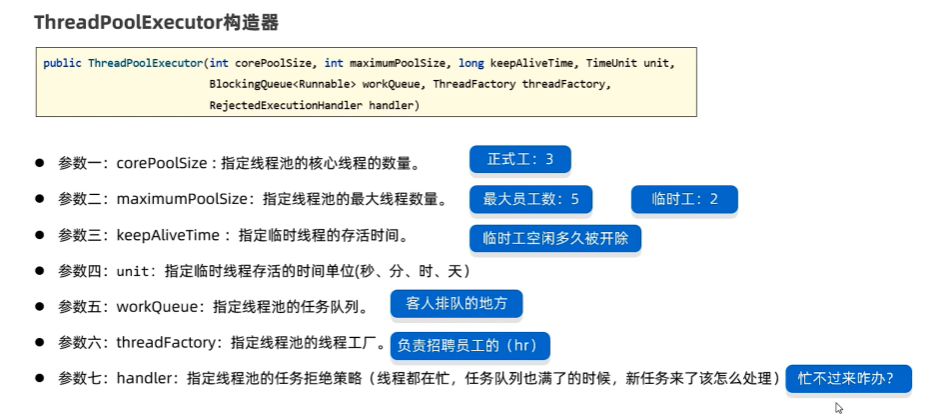 ThreadPoolExecutor构造器
public ThreadPoolExecutor(int corePoolSize, int maximumPoolSize, long keepAliveTime, TimeUnit unit,
BlockingQueue<Runnable> workQueue, ThreadFactory threadFactory,
RejectedExecutionHandler handler)
● 参数一：corePoolSize : 指定线程池的核心线程的数量。 正式工：3
● 参数二：maximumPoolSize：指定线程池的最大线程数量。 最大员工数：5 临时工：2
● 参数三：keepAliveTime ：指定临时线程的存活时间。 临时工空闲多久被开除
● 参数四：unit：指定临时线程存活的时间单位(秒、分、时、天）
● 参数五：workQueue：指定线程池的任务队列。 客人排队的地方
● 参数六：threadFactory：指定线程池的线程工厂。 负责招聘员工的（hr）
● 参数七：handler：指定线程池的任务拒绝策略（线程都在忙，任务队列也满了的时候，新任务来了该怎么处理） 忙不过来咋办？